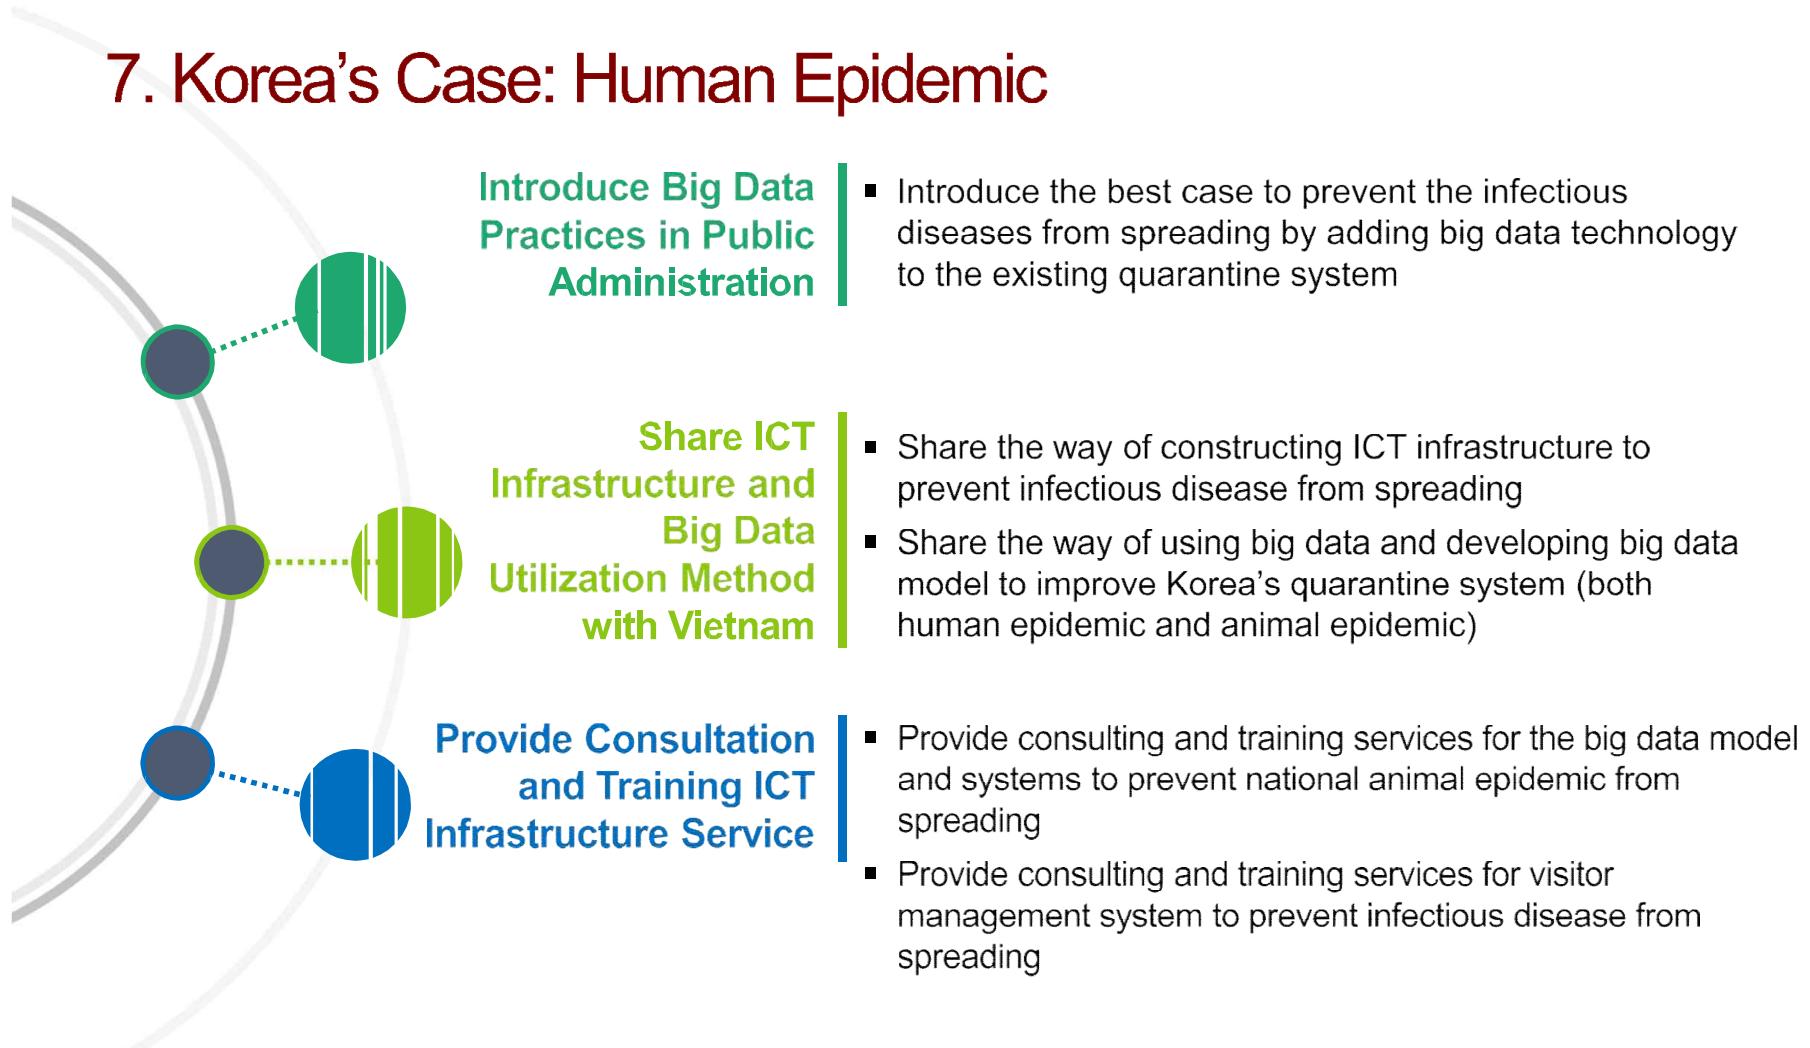 7. Korea's Case: Human Epidemic
Introduce Big Data
Practices in Public
Administration
▪ Introduce the best case to prevent the infectious
diseases from spreading by adding big data technology
to the existing quarantine system
Share ICT
Infrastructure and
Big Data
Utilization Method
with Vietnam
▪ Share the way of constructing ICT infrastructure to
prevent infectious disease from spreading
▪ Share the way of using big data and developing big data
model to improve Korea's quarantine system (both
human epidemic and animal epidemic)
Provide Consultation
and Training ICT
Infrastructure Service
▪ Provide consulting and training services for the big data model
and systems to prevent national animal epidemic from
spreading
▪ Provide consulting and training services for visitor
management system to prevent infectious disease from
spreading